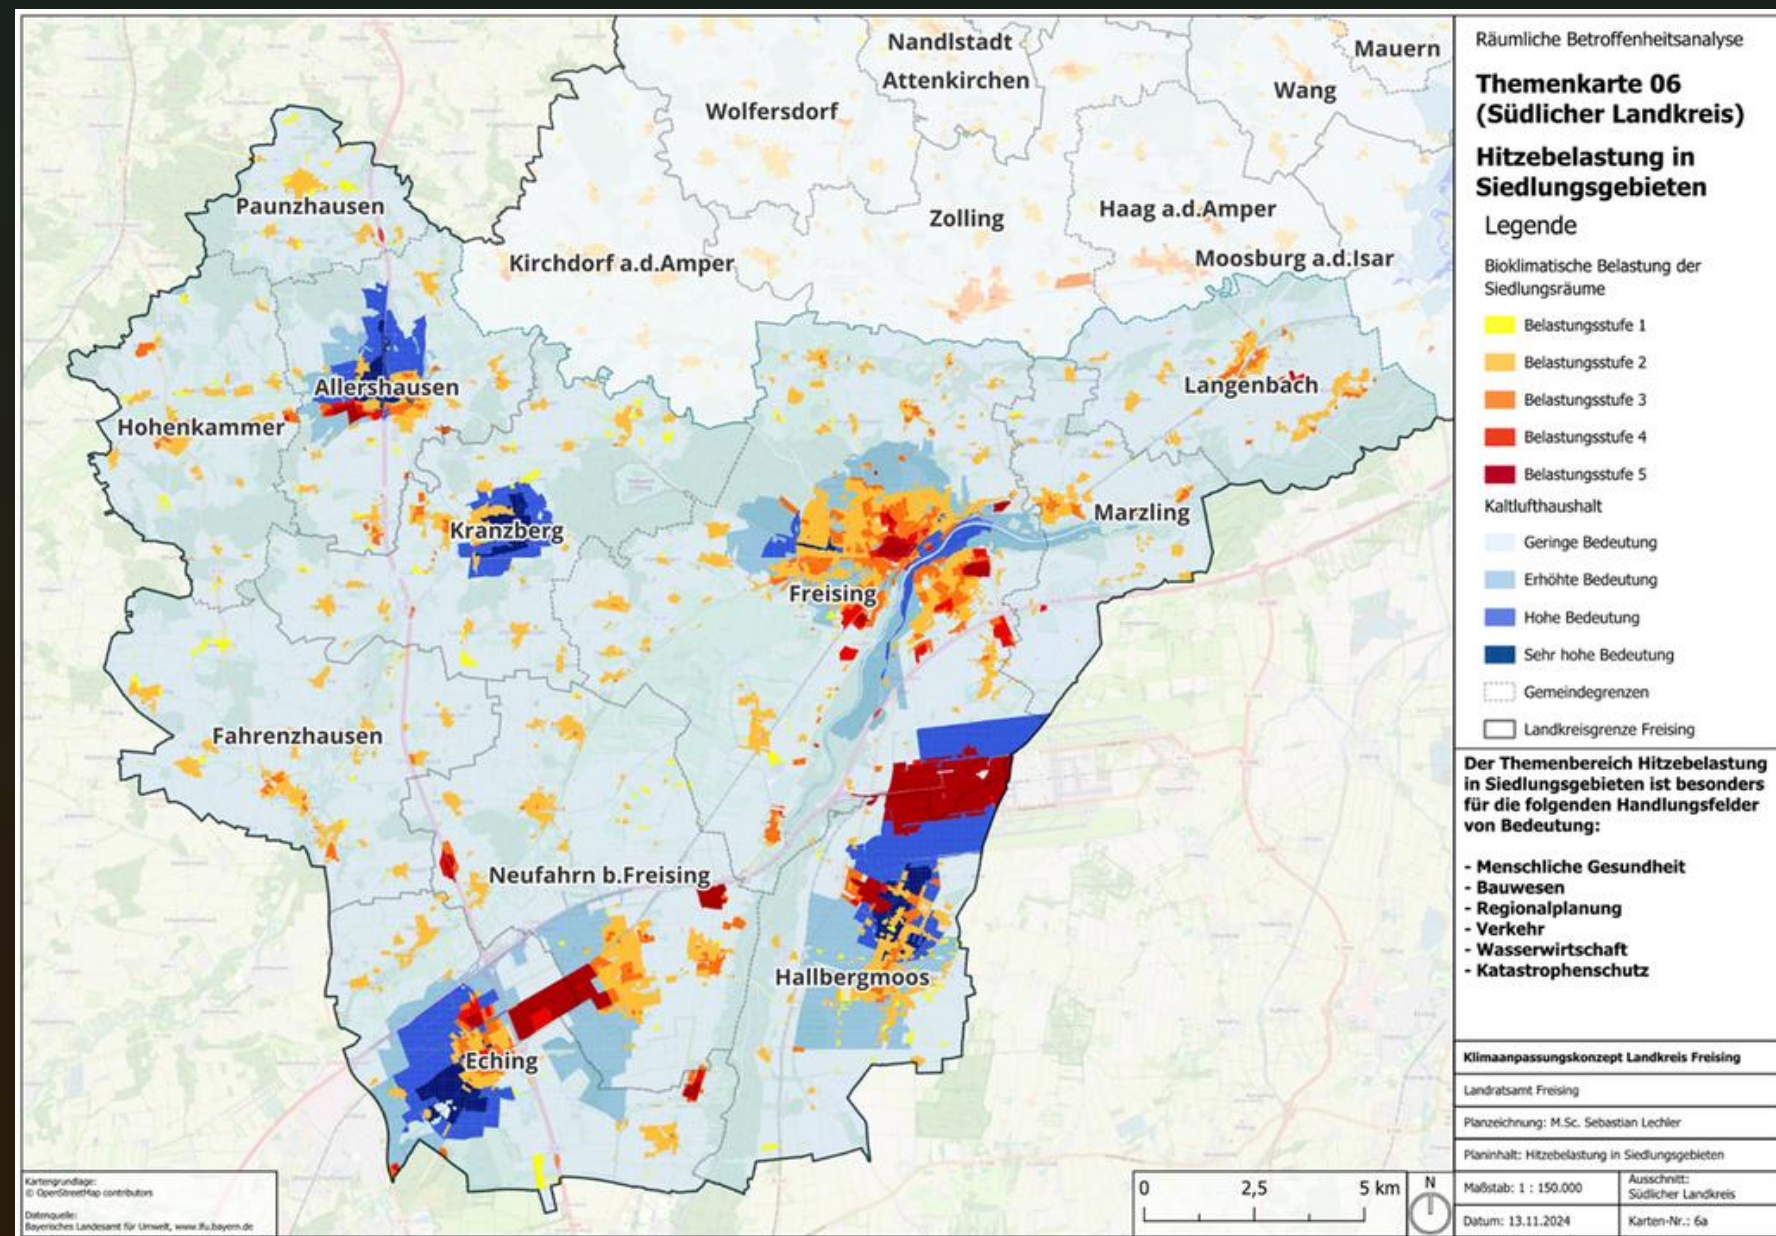 Nandlstadt
Mauern
Attenkirchen
Wang
Wolfersdorf
Paunzhausen
Zolling
Haag a.d.Amper
Kirchdorf a.d.Amper
Moosburg a.d.Isar
Allershausen
Langenbach
Hohenkammer
Kranzberg
Marzling
Freising
Fahrenzhausen
Neufahrn b.Freising
Hallbergmoos
Eching
Kartengrundlage:
© OpenStreetMap contributors
Datenquelle:
Bayerisches Landesamt für Umwelt, www.lfu.bayern.de
0 2,5 5 km
N
Räumliche Betroffenheitsanalyse
Themenkarte 06
(Südlicher Landkreis)
Hitzebelastung in
Siedlungsgebieten
Legende
Bioklimatische Belastung der
Siedlungsräume
Belastungsstufe 1
Belastungsstufe 2
Belastungsstufe 3
Belastungsstufe 4
Belastungsstufe 5
Kaltlufthaushalt
Geringe Bedeutung
Erhöhte Bedeutung
Hohe Bedeutung
Sehr hohe Bedeutung
Gemeindegrenzen
Landkreisgrenze Freising
Der Themenbereich Hitzebelastung
in Siedlungsgebieten ist besonders
für die folgenden Handlungsfelder
von Bedeutung:
- Menschliche Gesundheit
- Bauwesen
- Regionalplanung
- Verkehr
- Wasserwirtschaft
- Katastrophenschutz
Klimaanpassungskonzept Landkreis Freising
Landratsamt Freising
Planzeichnung: M.Sc. Sebastian Lechler
Planinhalt: Hitzebelastung in Siedlungsgebieten
Maßstab: 1 : 150.000
Ausschnitt:
Südlicher Landkreis
Datum: 13.11.2024
Karten-Nr.: 6a